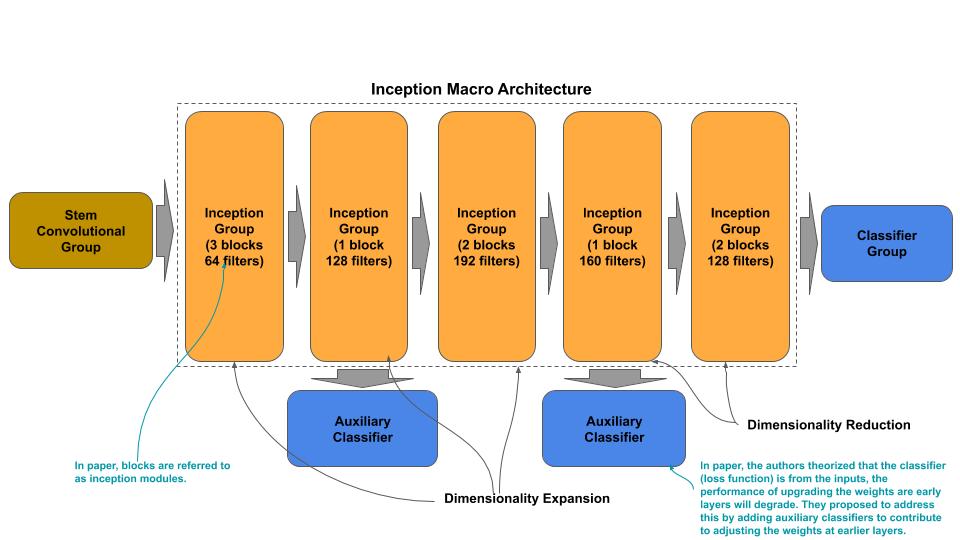 Inception Macro Architecture
Stem
Convolutional
Group
Inception
Group
(3 blocks
64 filters)
Inception
Group
(1 block
128 filters)
Inception
Group
(2 blocks
192 filters)
Inception
Group
(1 block
160 filters)
Inception
Group
(2 blocks
128 filters)
Classifier
Group
Auxiliary
Classifier
Auxiliary
Classifier
Dimensionality Reduction
In paper, blocks are referred to
as inception modules.
Dimensionality Expansion
In paper, the authors theorized that the classifier
(loss function) is from the inputs, the
performance of upgrading the weights are early
layers will degrade. They proposed to address
this by adding auxiliary classifiers to contribute
to adjusting the weights at earlier layers.